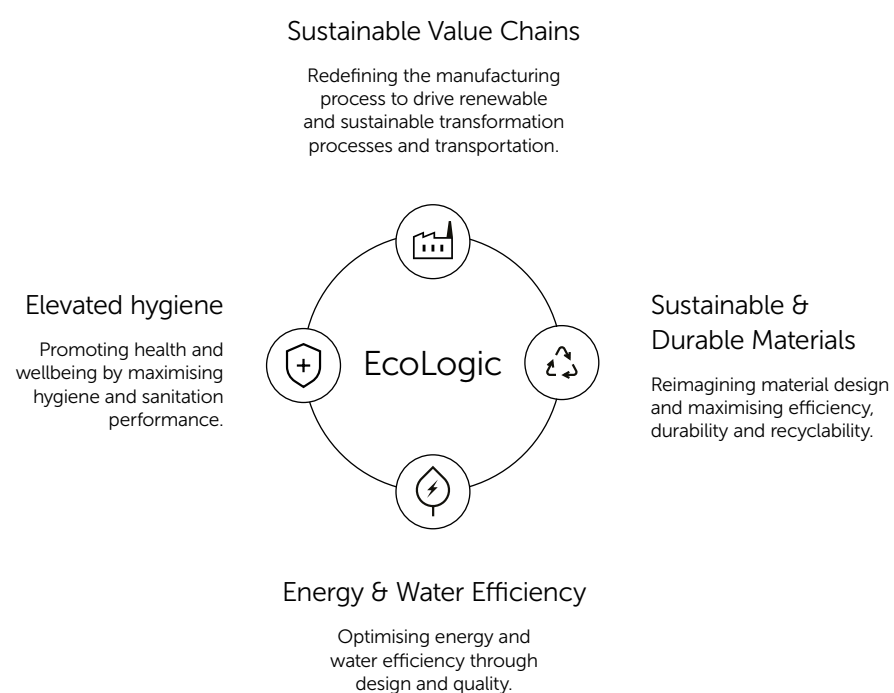 Sustainable Value Chains
Redefining the manufacturing
process to drive renewable
and sustainable transformation
processes and transportation.
Elevated hygiene
Promoting health and
wellbeing by maximising
hygiene and sanitation
performance.
EcoLogic
Sustainable &
Durable Materials
Reimagining material design
and maximising efficiency,
durability and recyclability.
Energy & Water Efficiency
Optimising energy and
water efficiency through
design and quality.